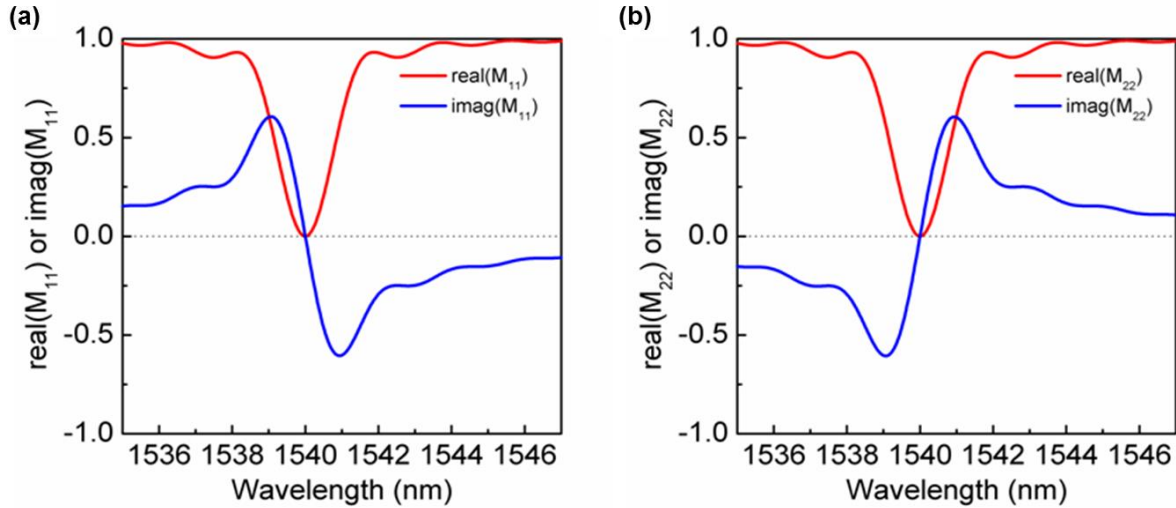 (a)
real(M11) or imag(M11)
1.0
0.5
0.0
-0.5
-1.0
real(M11)
imag(M11)
1536 1538 1540 1542 1544 1546
Wavelength (nm)
(b)
real(M22) or imag(M22)
1.0
0.5
0.0
-0.5
-1.0
real(M22)
imag(M22)
1536 1538 1540 1542 1544 1546
Wavelength (nm)